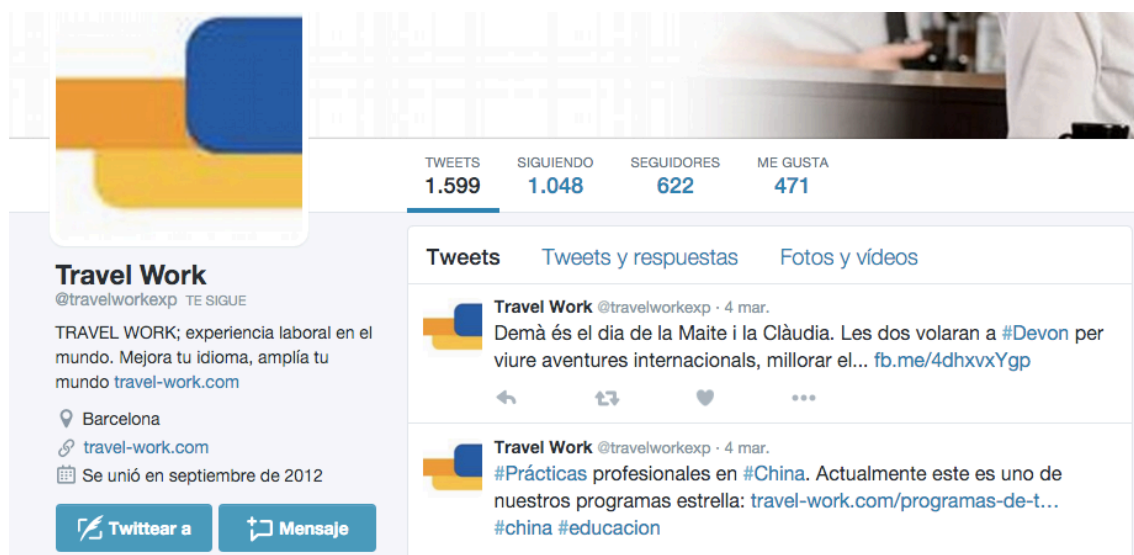 TWEETS SIGUIENDO SEGUIDORES ME GUSTA
1.599 1.048 622 471
Travel Work
@travelworkexp TE SIGUE
TRAVEL WORK; experiencia laboral en el
mundo. Mejora tu idioma, amplía tu
mundo travel-work.com
Barcelona
travel-work.com
Se unió en septiembre de 2012
Twittear a Mensaje
Tweets Tweets y respuestas Fotos y vídeos
Travel Work @travelworkexp · 4 mar.
Demà és el dia de la Maite i la Clàudia. Les dos volaran a #Devon per
viure aventures internacionals, millorar el... fb.me/4dhxvxYgp
Travel Work @travelworkexp · 4 mar.
#Prácticas profesionales en #China. Actualmente este es uno de
nuestros programas estrella: travel-work.com/programas-de-t…
#china #educacion